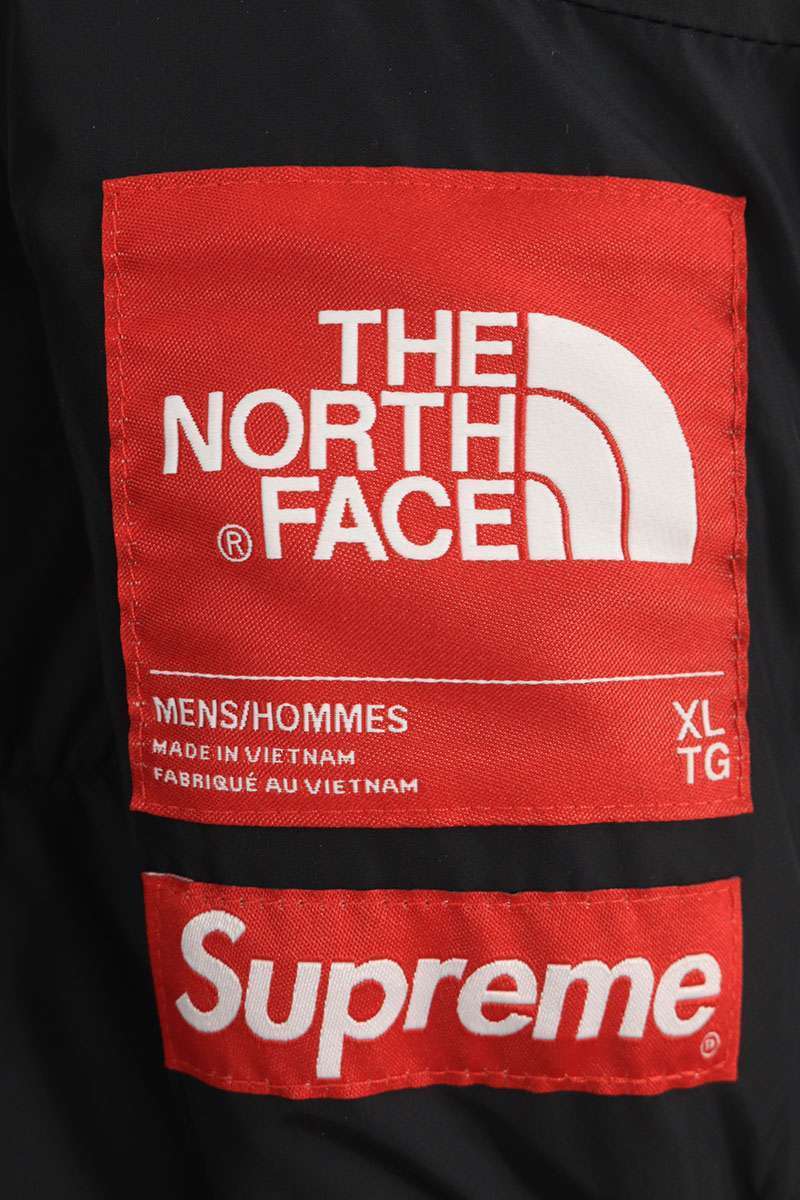 THE
NORTH
® FACE
MENS/HOMMES
XL
MADE IN VIETNAM
TG
FABRIQUÉ AU VIETNAM
Supreme